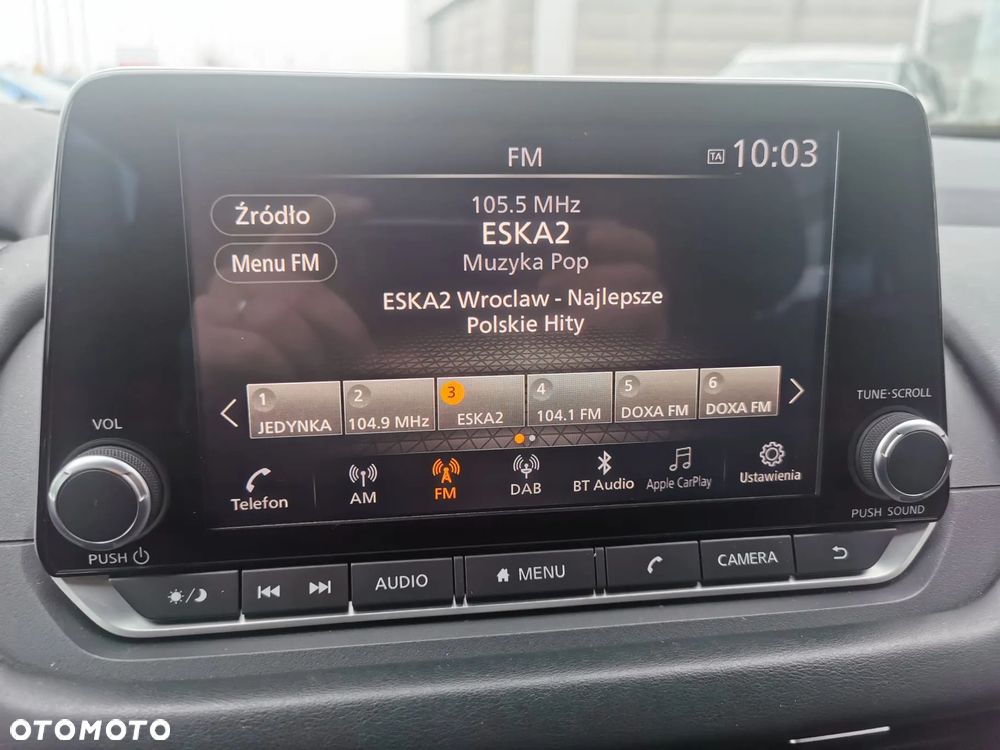 FM
TA 10:03
Źródło
Menu FM
105.5 MHz
ESKA2
Muzyka Pop
ESKA2 Wroclaw - Najlepsze
Polskie Hity
1 JEDYNKA
2 104.9 MHz
3 ESKA2
4 104.1 FM
5 DOXA FM
6 DOXA FM
Telefon
AM
FM
DAB
BT Audio
Apple CarPlay
Ustawienia
VOL
PUSH
TUNE·SCROLL
PUSH SOUND
AUDIO
MENU
CAMERA
OTOMOTO